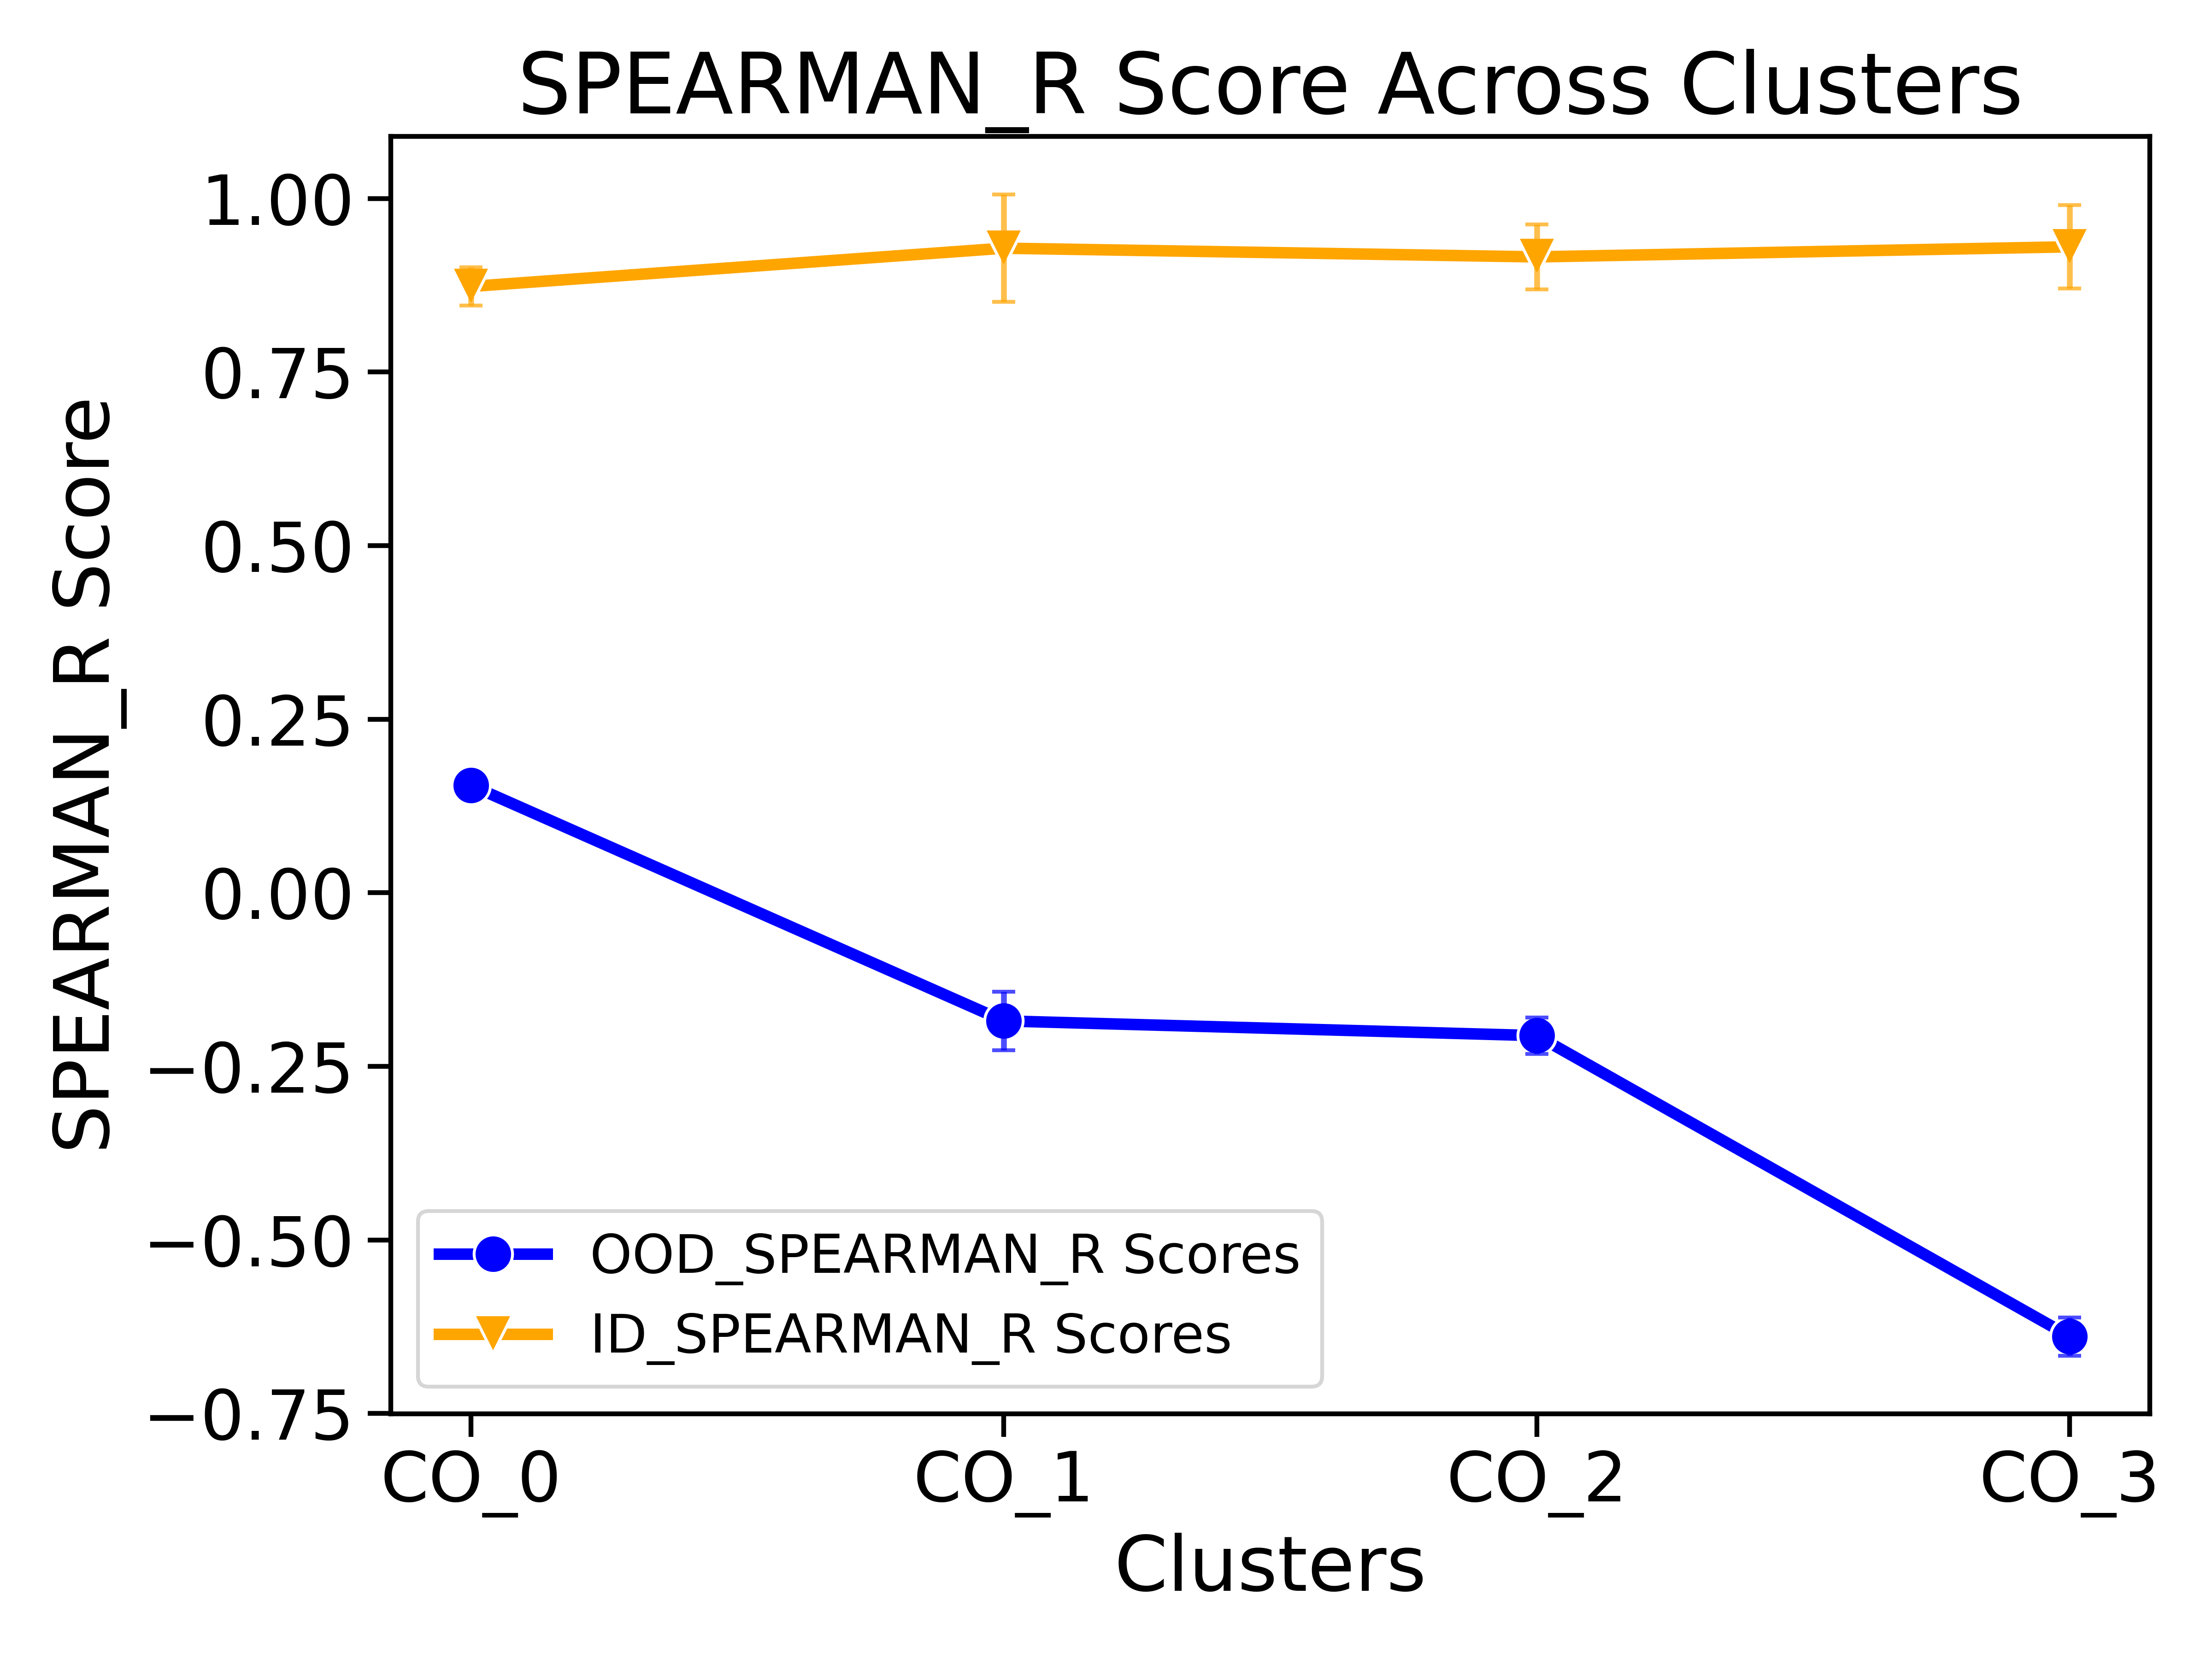 SPEARMAN_R Score Across Clusters
SPEARMAN_R Score
1.00
0.75
0.50
0.25
0.00
−0.25
−0.50
−0.75
OOD_SPEARMAN_R Scores
ID_SPEARMAN_R Scores
CO_0 CO_1 CO_2 CO_3
Clusters